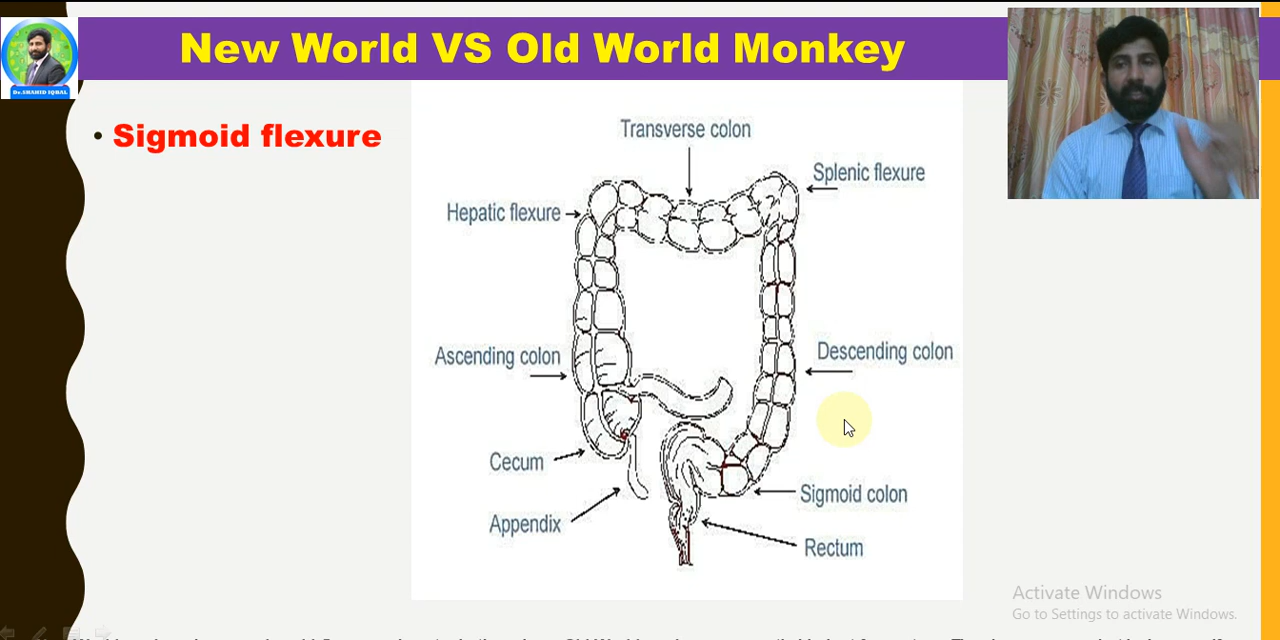 New World VS Old World Monkey
Dr.SHAHID IQBAL
• Sigmoid flexure
Transverse colon
Splenic flexure
Hepatic flexure
Ascending colon
Descending colon
Cecum
Sigmoid colon
Appendix
Rectum
Activate Windows
Go to Settings to activate Windows.